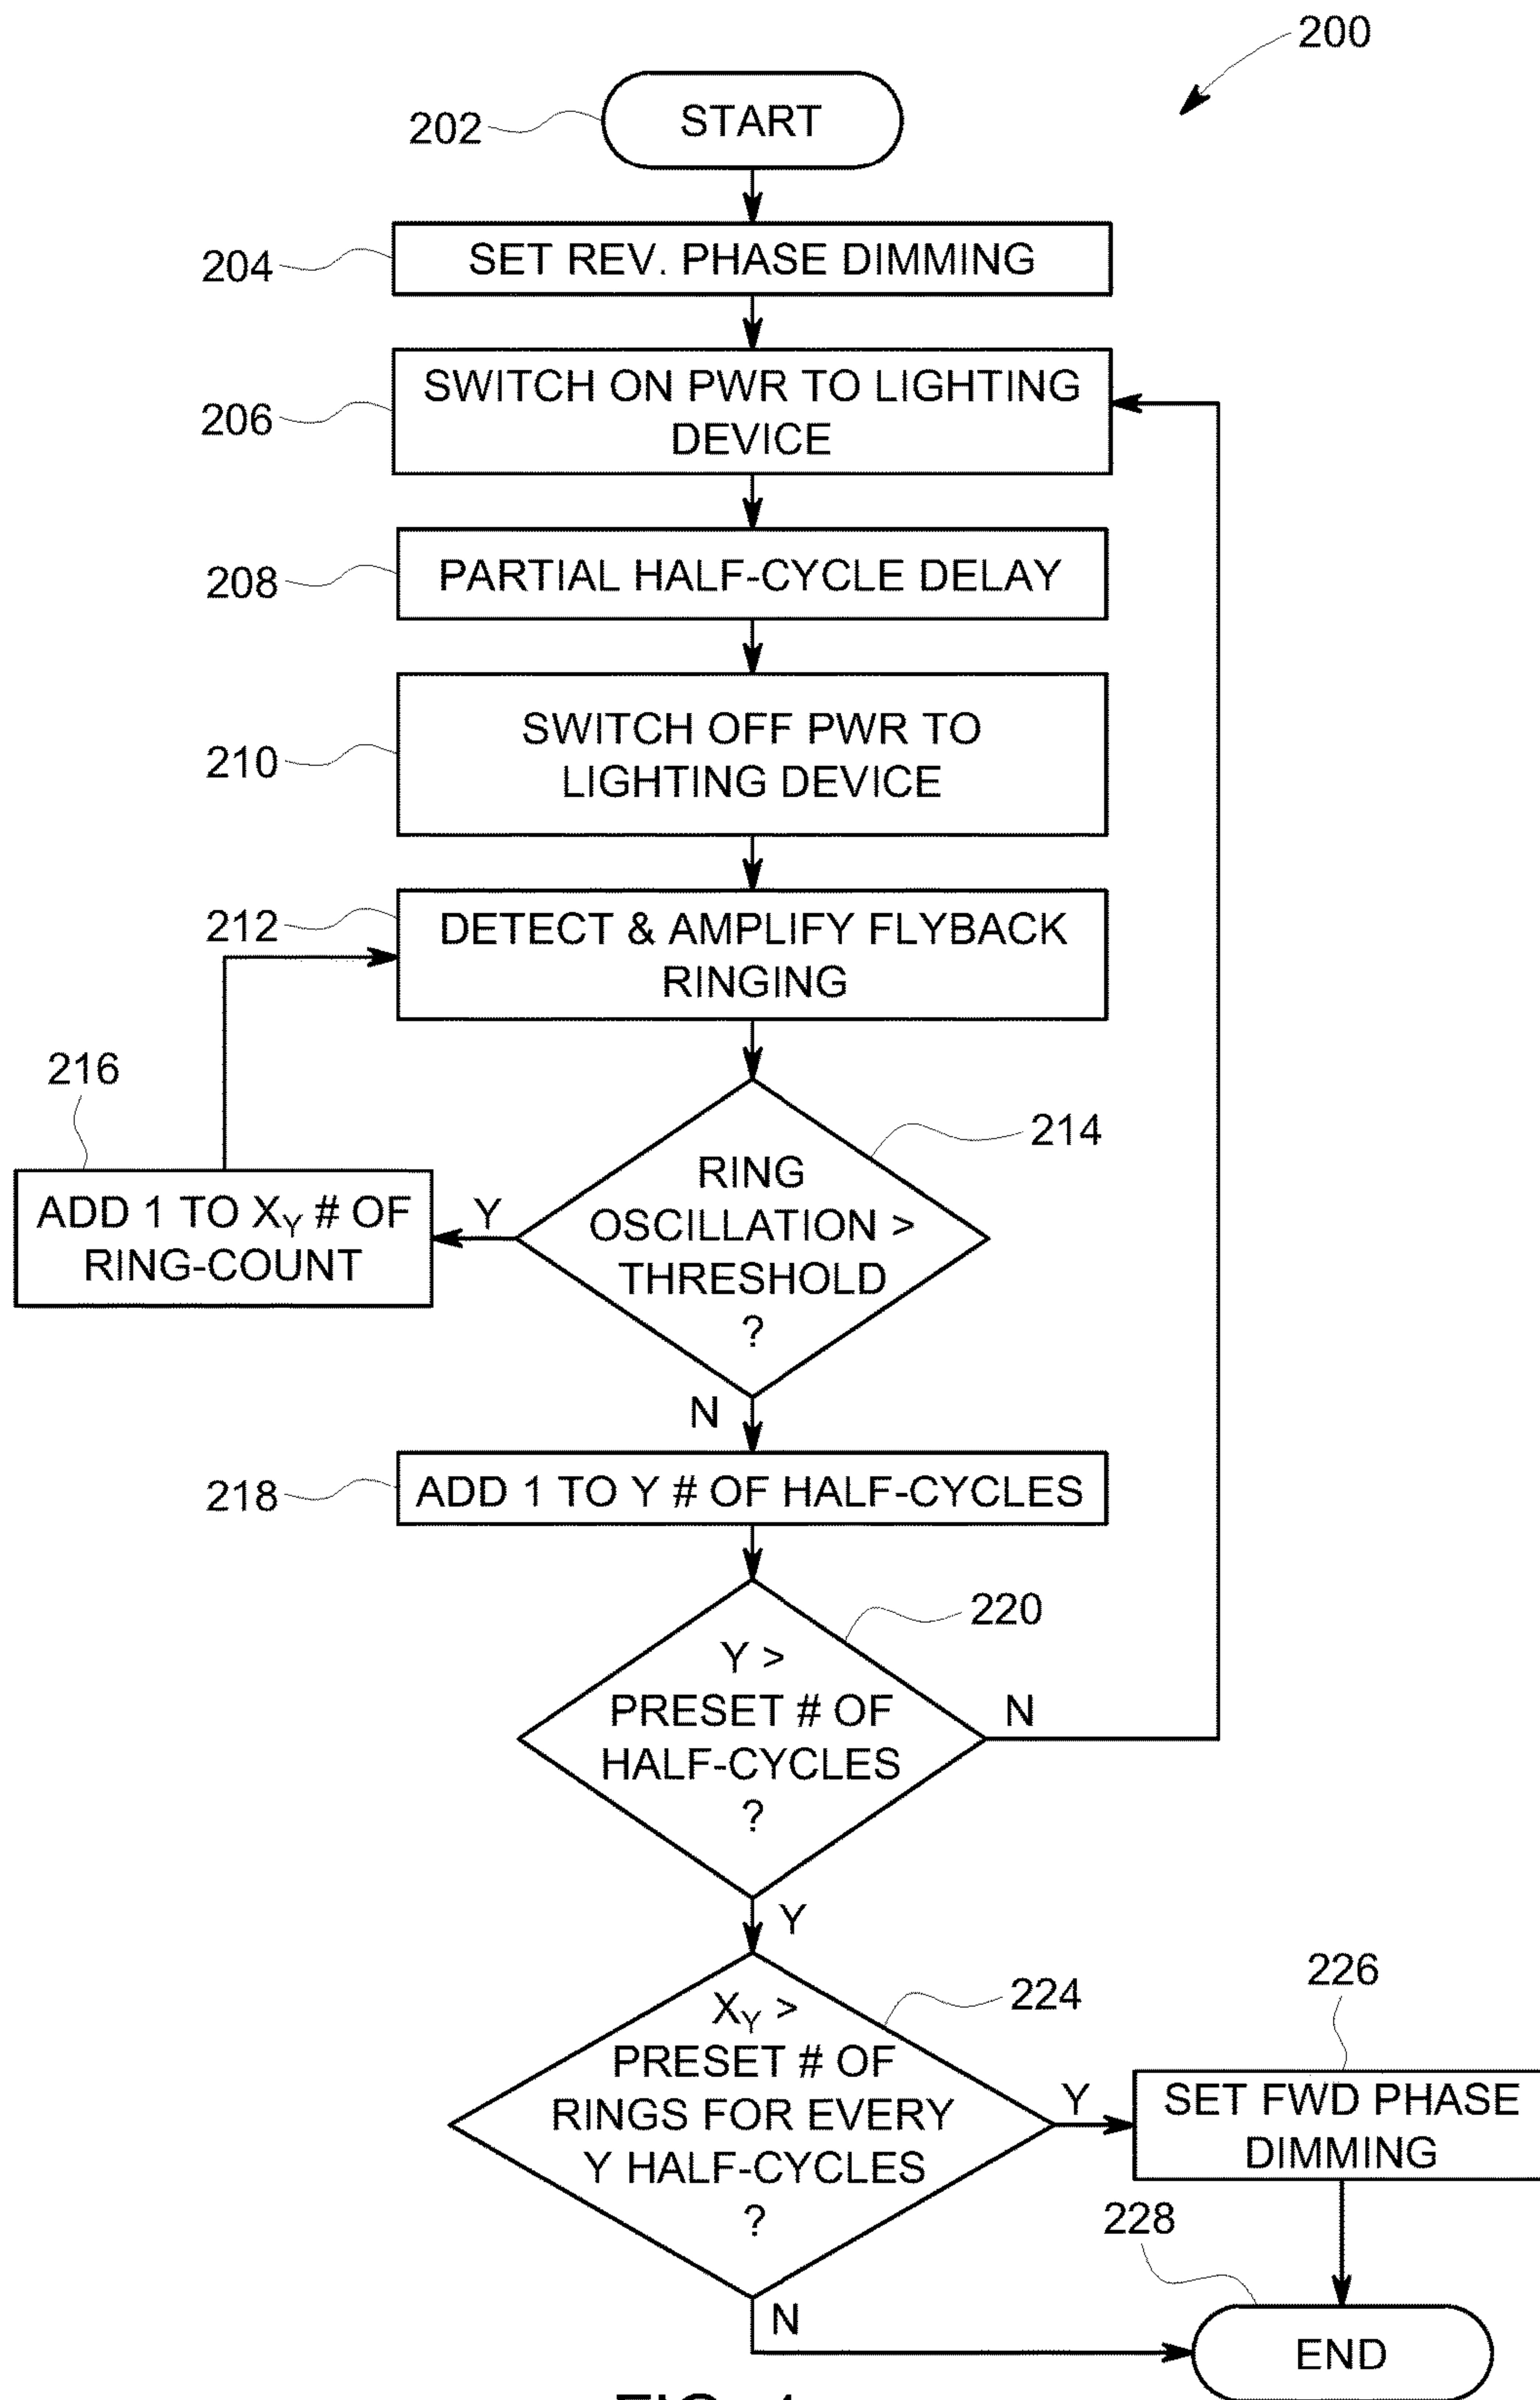 200
202
START
204
SET REV. PHASE DIMMING
206
SWITCH ON PWR TO LIGHTING
DEVICE
208
PARTIAL HALF-CYCLE DELAY
210
SWITCH OFF PWR TO
LIGHTING DEVICE
212
DETECT & AMPLIFY FLYBACK
RINGING
216
214
ADD 1 TO XY # OF
RING-COUNT
Y
RING
OSCILLATION >
THRESHOLD
?
N
218
ADD 1 TO Y # OF HALF-CYCLES
220
Y >
PRESET # OF
HALF-CYCLES
?
N
Y
224
XY >
PRESET # OF
RINGS FOR EVERY
Y HALF-CYCLES
?
Y
226
SET FWD PHASE
DIMMING
228
N
END